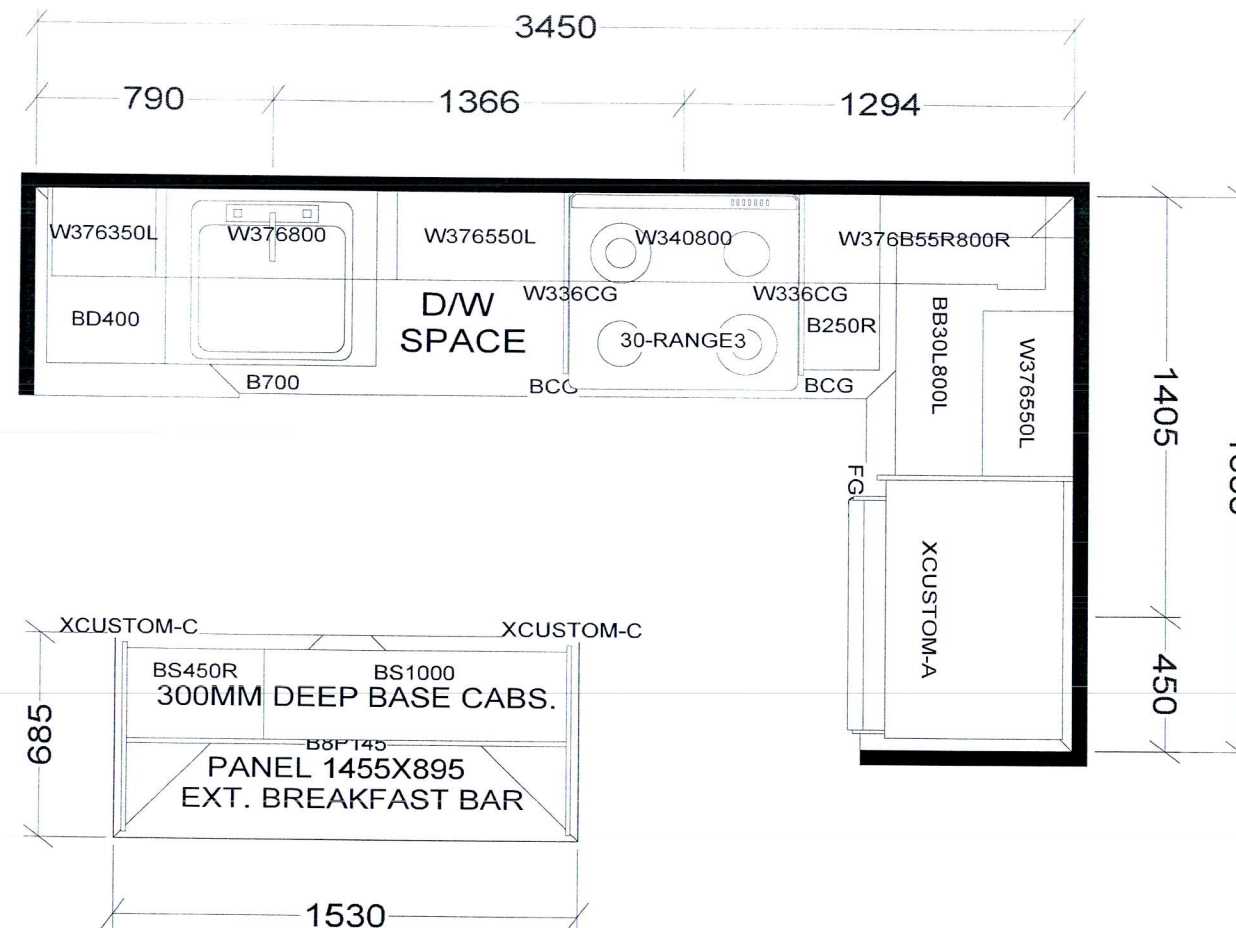 3450
790
1366
1294
W376350L
W376800
W376550L
W340800
W376B55R800R
W336CG
W336CG
BD400
D/W
SPACE
30-RANGE3
B250R
BB30L800L
W376550L
B700
BCG
BCG
1405
FG
XCUSTOM-A
450
XCUSTOM-C
XCUSTOM-C
BS450R
BS1000
300MM DEEP BASE CABS.
685
B8P145
PANEL 1455X895
EXT. BREAKFAST BAR
1530